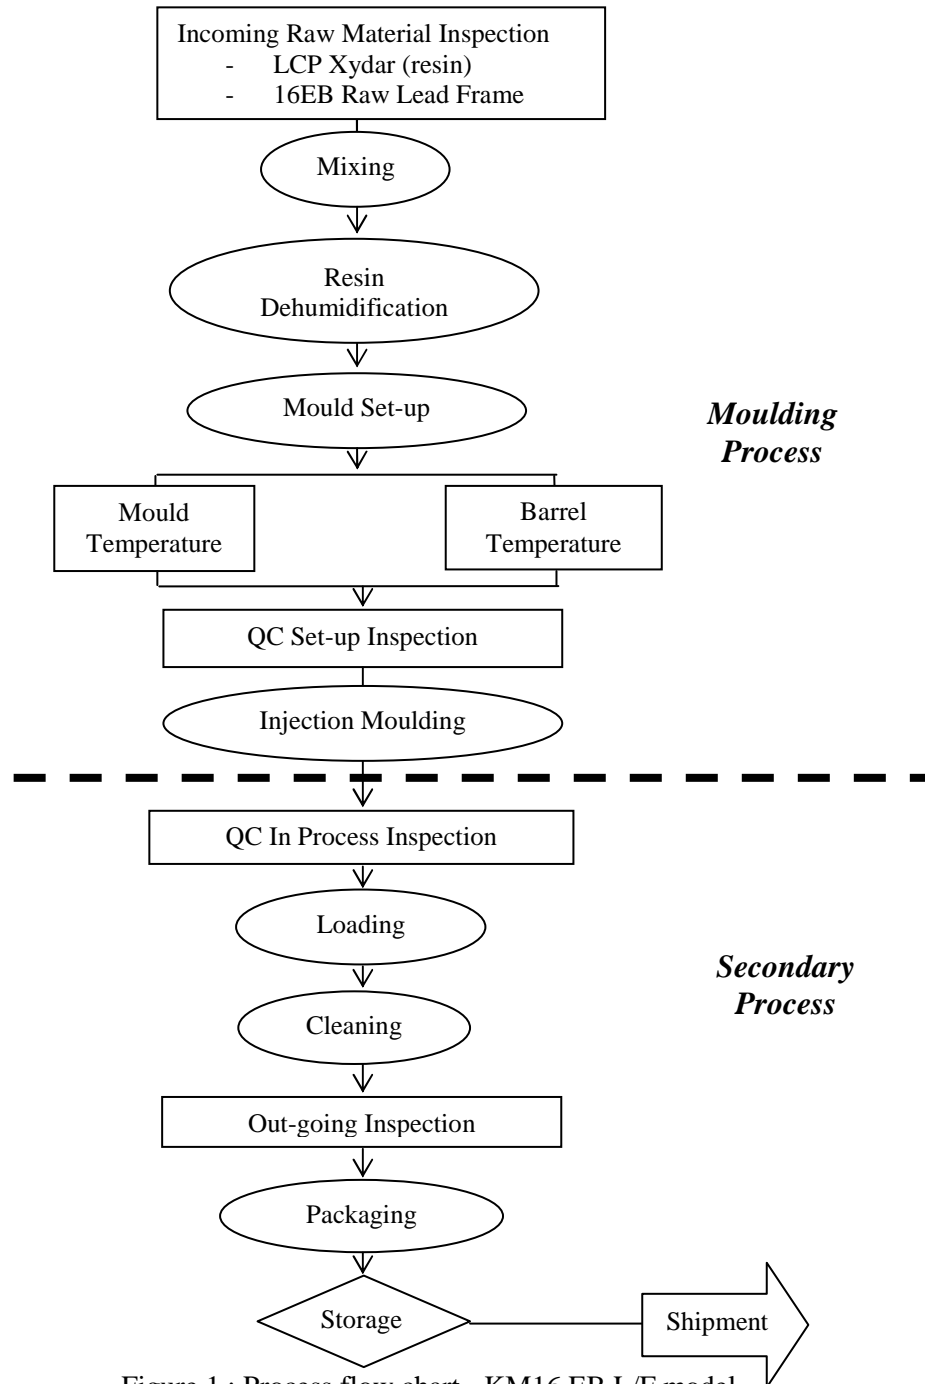 Incoming Raw Material Inspection
- LCP Xydar (resin)
- 16EB Raw Lead Frame
Mixing
Resin
Dehumidification
Mould Set-up
Moulding
Process
Mould
Temperature
Barrel
Temperature
QC Set-up Inspection
Injection Moulding
QC In Process Inspection
Loading
Secondary
Process
Cleaning
Out-going Inspection
Packaging
Storage
Shipment
Figure 1 : Process flow chart - KM16 EB L/F model